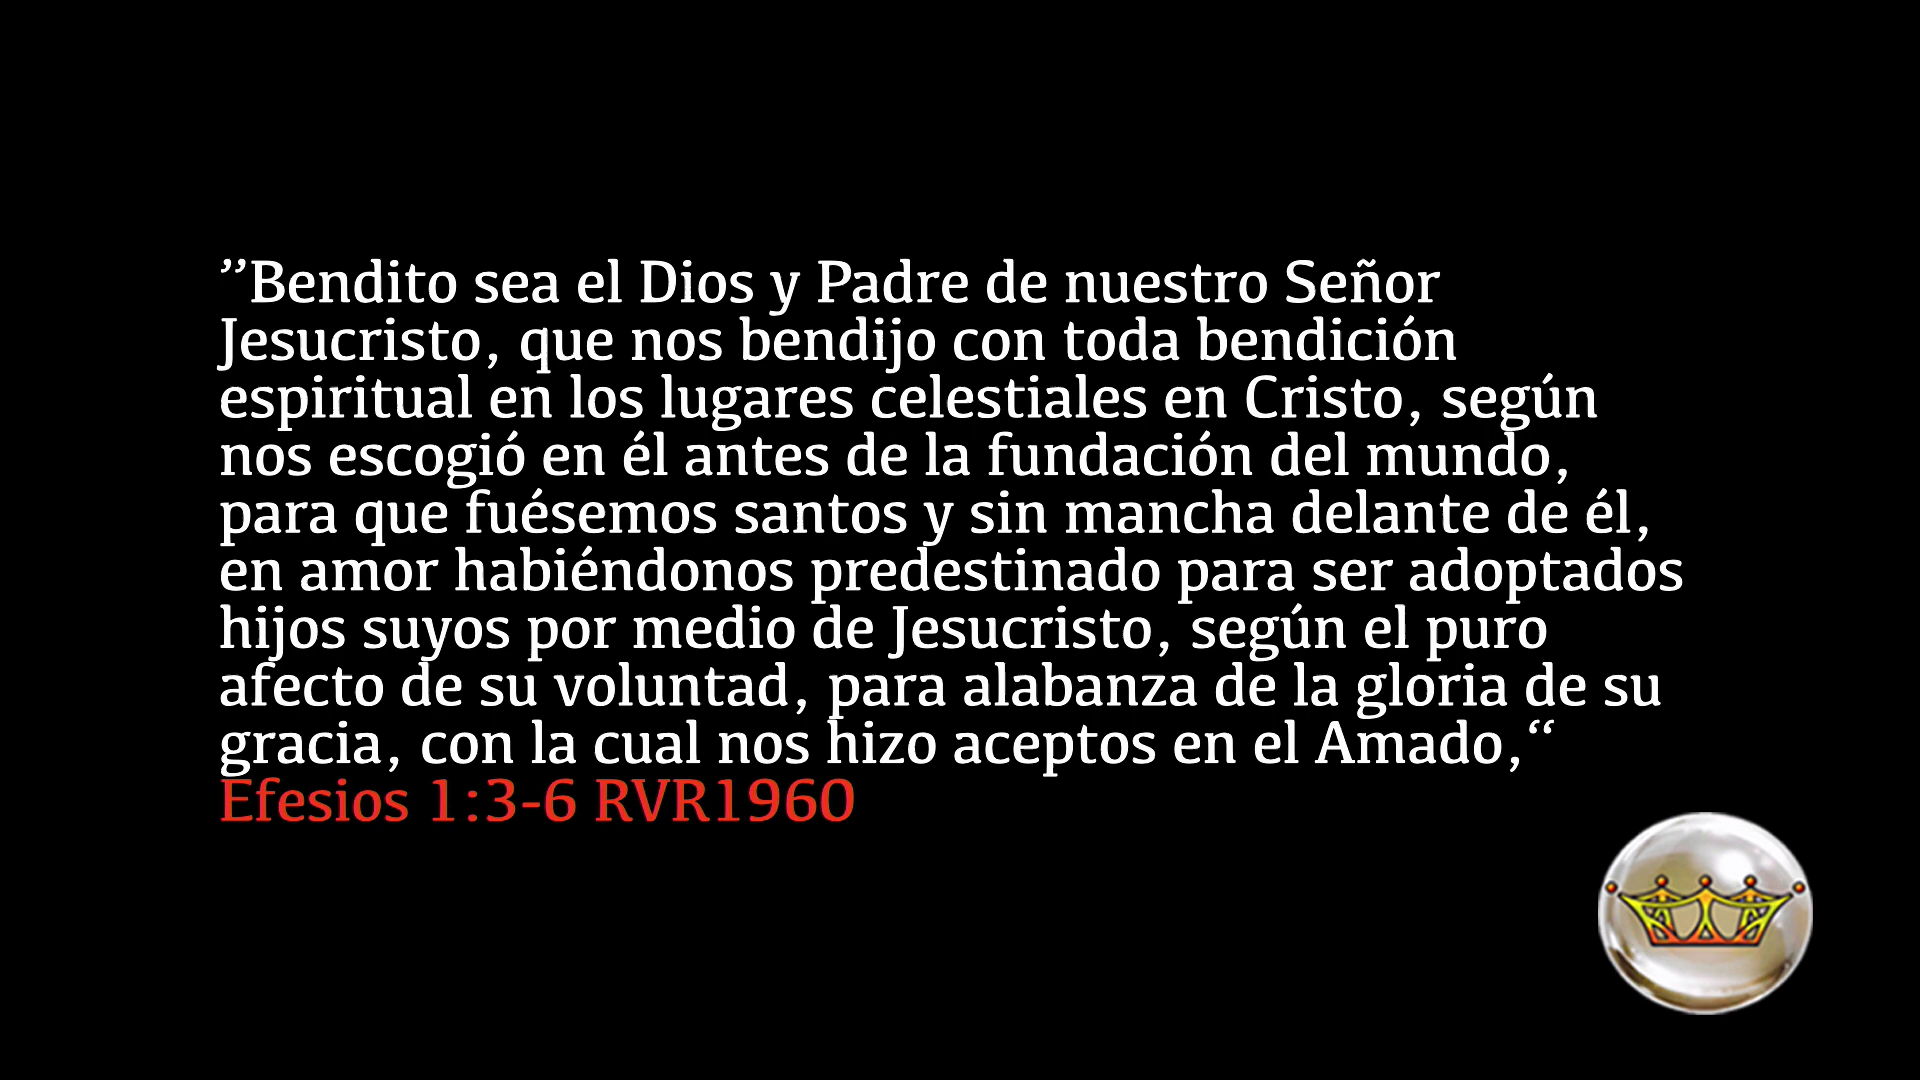 ”Bendito sea el Dios y Padre de nuestro Señor
Jesucristo, que nos bendijo con toda bendición
espiritual en los lugares celestiales en Cristo, según
nos escogió en él antes de la fundación del mundo,
para que fuésemos santos y sin mancha delante de él,
en amor habiéndonos predestinado para ser adoptados
hijos suyos por medio de Jesucristo, según el puro
afecto de su voluntad, para alabanza de la gloria de su
gracia, con la cual nos hizo aceptos en el Amado,“
Efesios 1:3-6 RVR1960